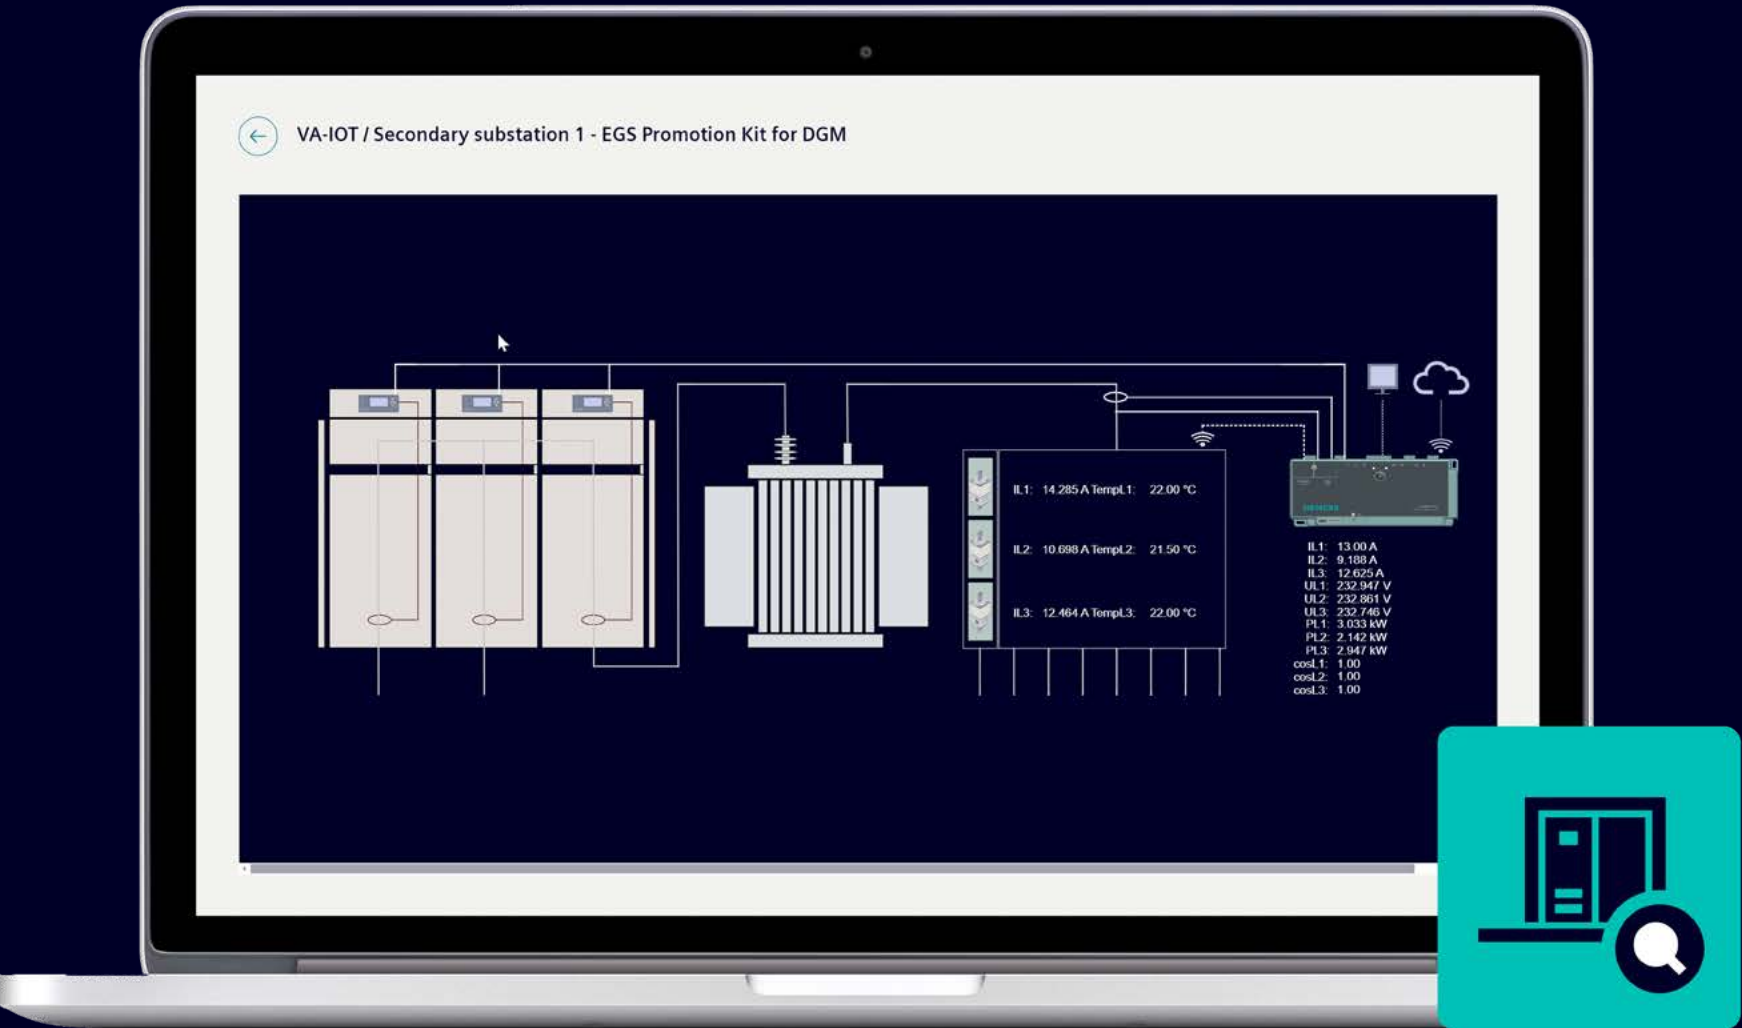 VA-IOT / Secondary substation 1 - EGS Promotion Kit for DGM
IL1: 14.285 A TempL1: 22.00 °C
IL2: 10.698 A TempL2: 21.50 °C
IL3: 12.464 A TempL3: 22.00 °C
SIEMENS
IL1: 13.00 A
IL2: 9.188 A
IL3: 12.625 A
UL1: 232.947 V
UL2: 232.861 V
UL3: 232.746 V
PL1: 3.033 kW
PL2: 2.142 kW
PL3: 2.947 kW
cosL1: 1.00
cosL2: 1.00
cosL3: 1.00